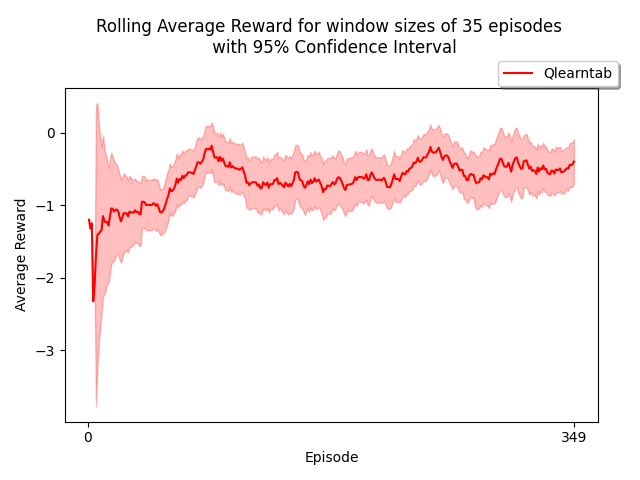 Rolling Average Reward for window sizes of 35 episodes
with 95% Confidence Interval
Qlearntab
Average Reward
0
−1
−2
−3
0
349
Episode